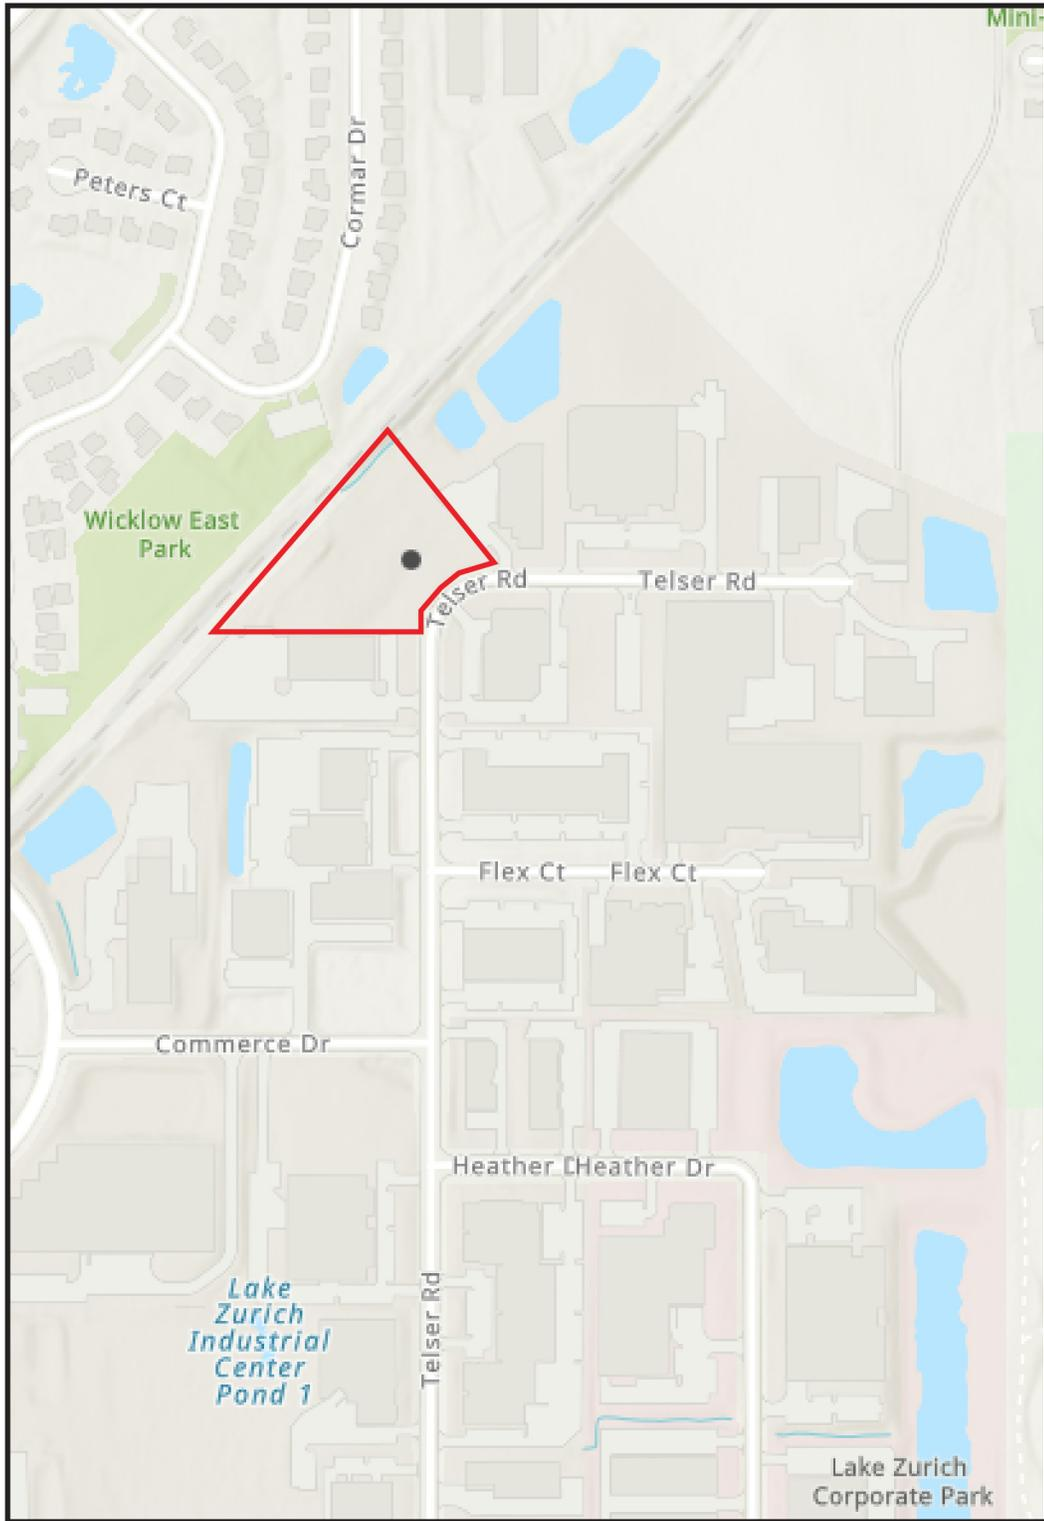 Mini-
Cormar Dr
Peters Ct
Wicklow East
Park
Telser Rd
Telser Rd
Flex Ct
Flex Ct
Commerce Dr
Heather D
Heather Dr
Telser Rd
Lake
Zurich
Industrial
Center
Pond 1
Lake Zurich
Corporate Park